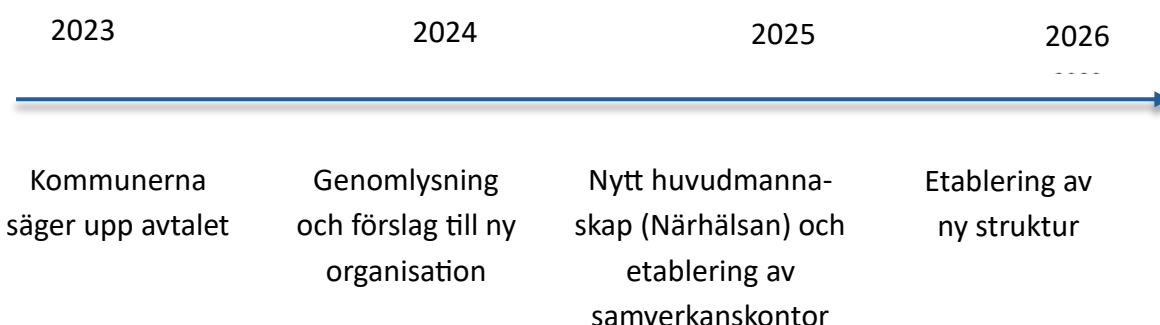 2023
2024
2025
2026
Kommunerna
säger upp avtalet
Genomlysning
och förslag till ny
organisation
Nytt huvudmanna-
skap (Närhälsan) och
etablering av
samverkanskontor
Etablering av
ny struktur